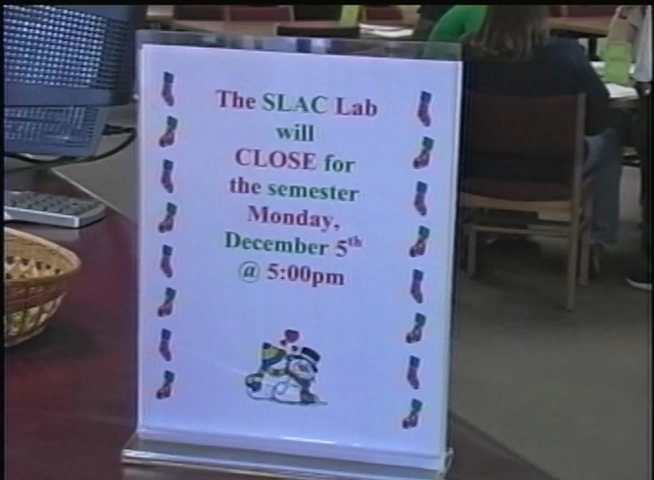 The SLAC Lab
will
CLOSE for
the semester
Monday,
December 5th
@ 5:00pm